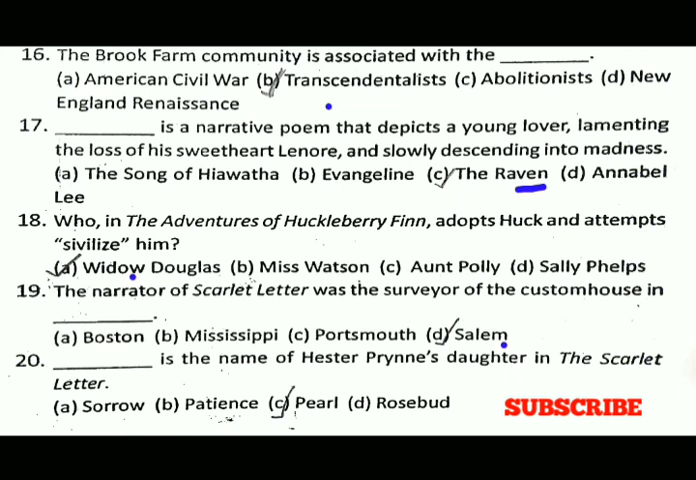 16. The Brook Farm community is associated with the __________.
(a) American Civil War (b) Transcendentalists (c) Abolitionists (d) New
England Renaissance
17. __________ is a narrative poem that depicts a young lover, lamenting
the loss of his sweetheart Lenore, and slowly descending into madness.
(a) The Song of Hiawatha (b) Evangeline (c) The Raven (d) Annabel
Lee
18. Who, in The Adventures of Huckleberry Finn, adopts Huck and attempts
“sivilize” him?
(a) Widow Douglas (b) Miss Watson (c) Aunt Polly (d) Sally Phelps
19. The narrator of Scarlet Letter was the surveyor of the customhouse in
__________.
(a) Boston (b) Mississippi (c) Portsmouth (d) Salem
20. __________ is the name of Hester Prynne’s daughter in The Scarlet
Letter.
(a) Sorrow (b) Patience (c) Pearl (d) Rosebud
SUBSCRIBE